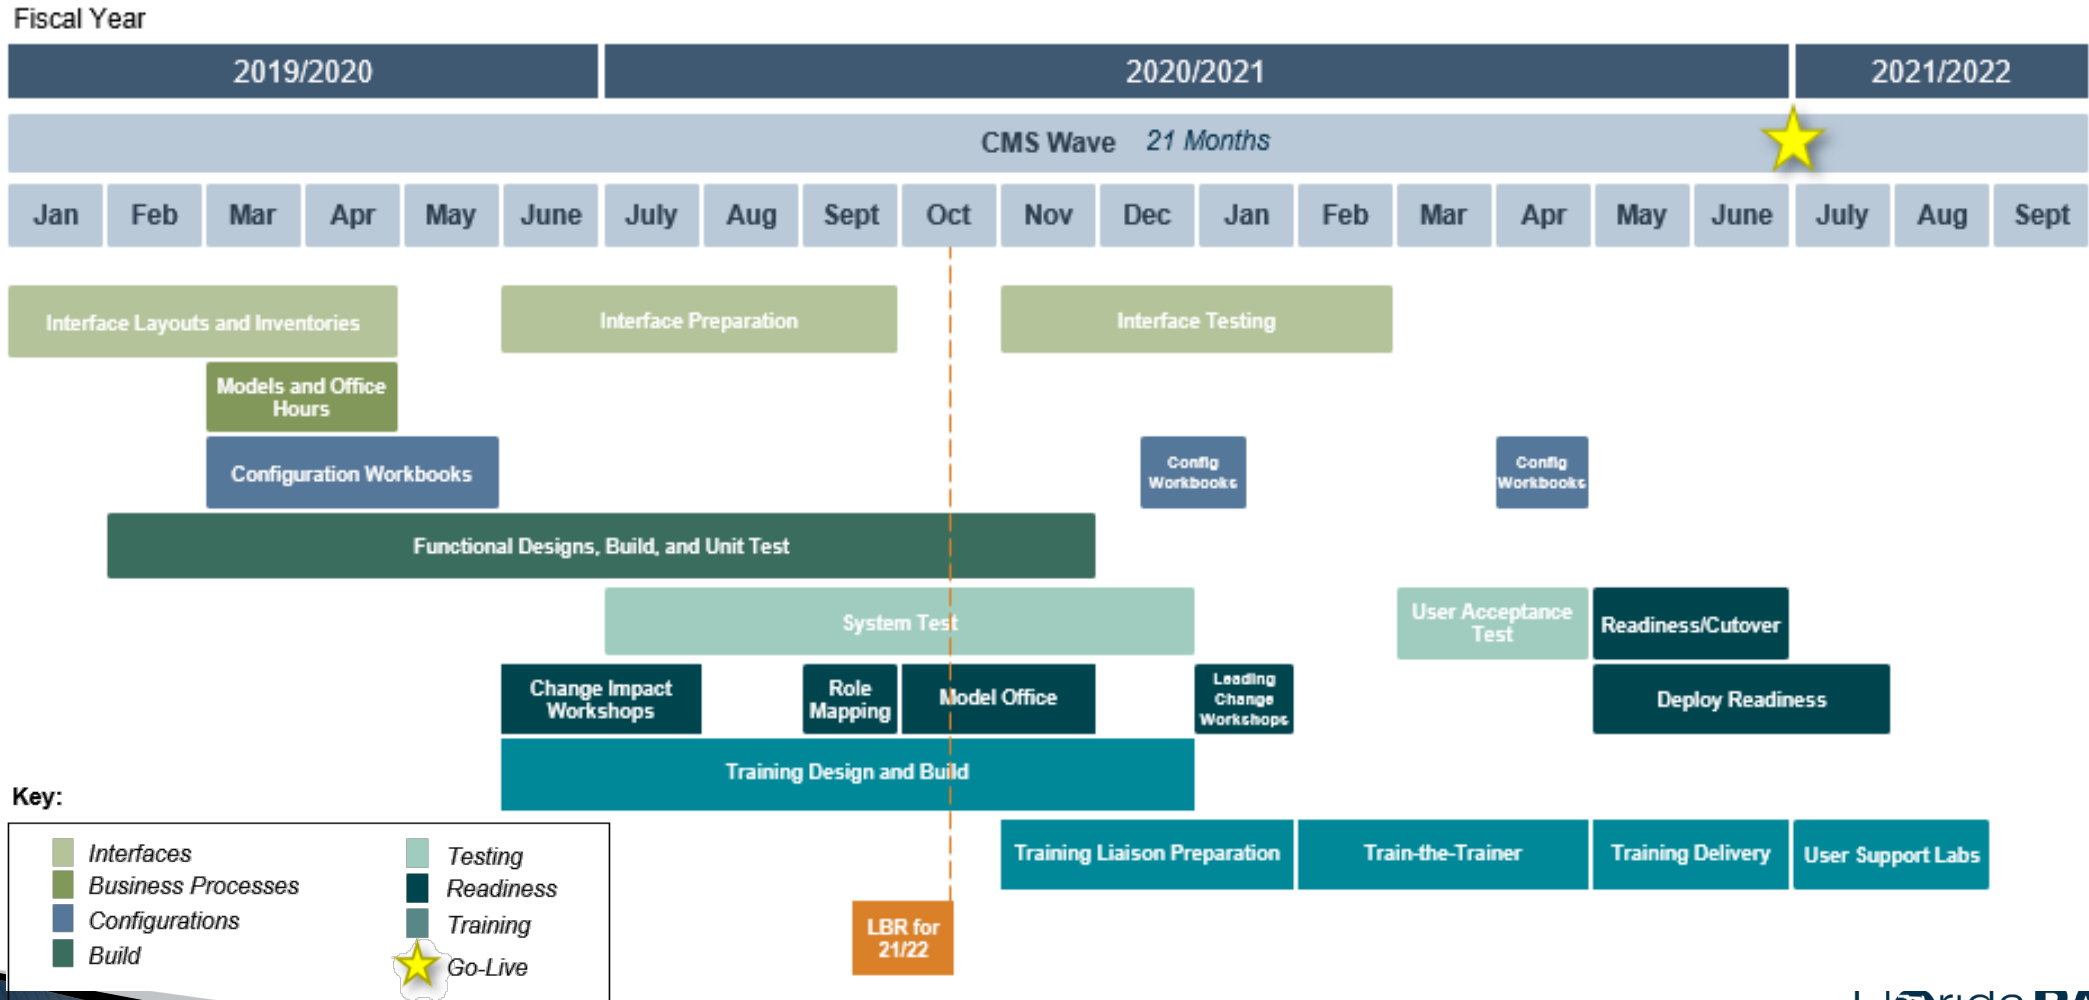 Fiscal Year
2019/2020 2020/2021 2021/2022
CMS Wave 21 Months
Jan Feb Mar Apr May June July Aug Sept Oct Nov Dec Jan Feb Mar Apr May June July Aug Sept
Interface Layouts and Inventories
Interface Preparation
Interface Testing
Models and Office
Hours
Configuration Workbooks
Config
Workbooks
Config
Workbooks
Functional Designs, Build, and Unit Test
System Test
User Acceptance
Test
Readiness/Cutover
Change Impact
Workshops
Role
Mapping
Model Office
Leading
Change
Workshops
Deploy Readiness
Training Design and Build
Training Liaison Preparation
Train-the-Trainer
Training Delivery
User Support Labs
LBR for
21/22
Key:
Interfaces
Business Processes
Configurations
Build
Testing
Readiness
Training
Go-Live